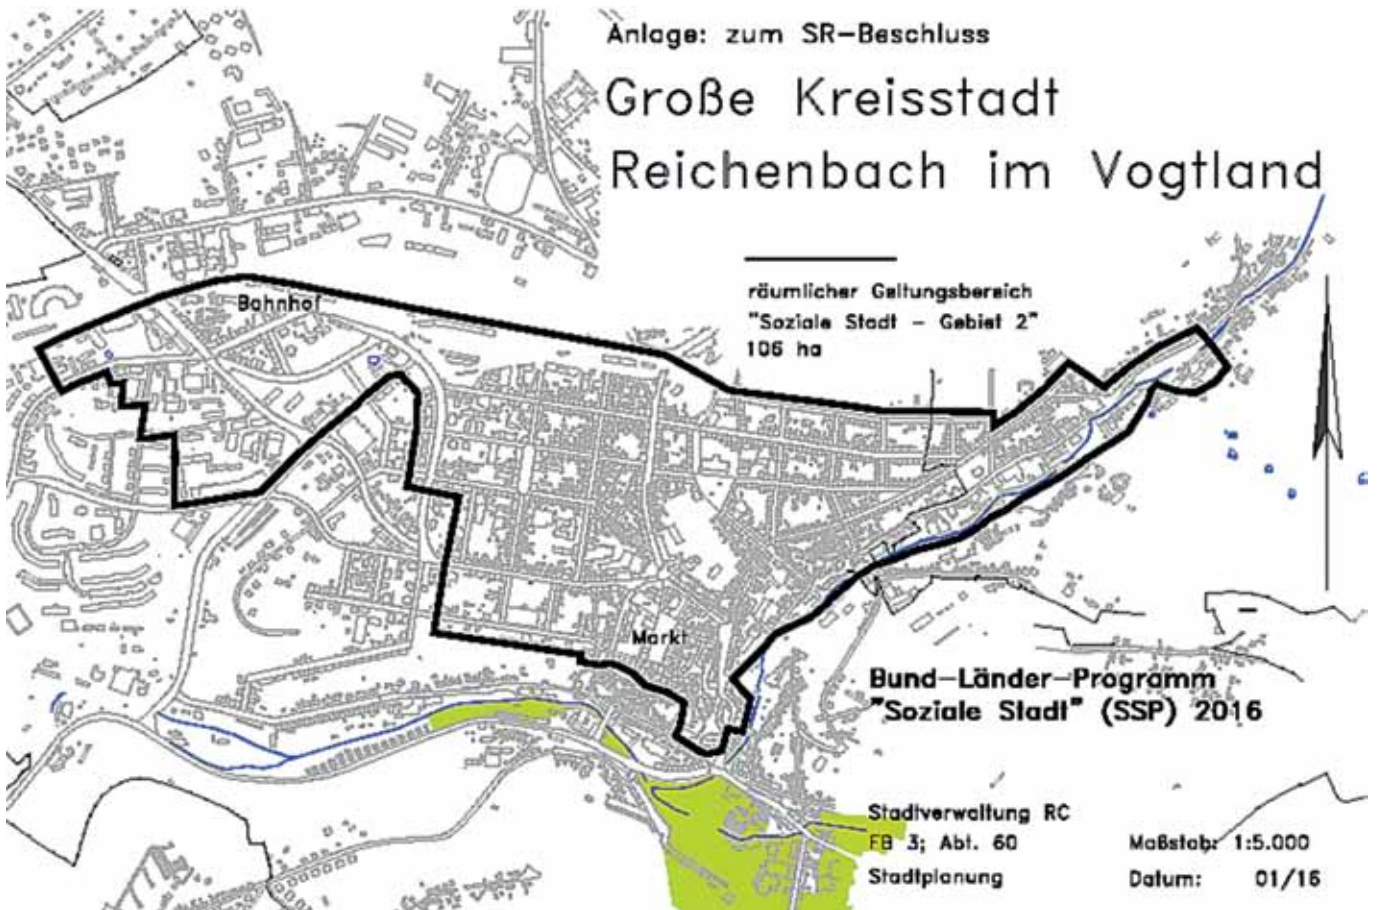 Anlage: zum SR-Beschluss
Große Kreisstadt
Reichenbach im Vogtland
räumlicher Geltungsbereich
"Soziale Stadt - Gebiet 2"
106 ha
Bahnhof
Markt
Bund-Länder-Programm
"Soziale Stadt" (SSP) 2016
Stadtverwaltung RC
FB 3; Abt. 60
Stadtplanung
Maßstab: 1:5.000
Datum: 01/16